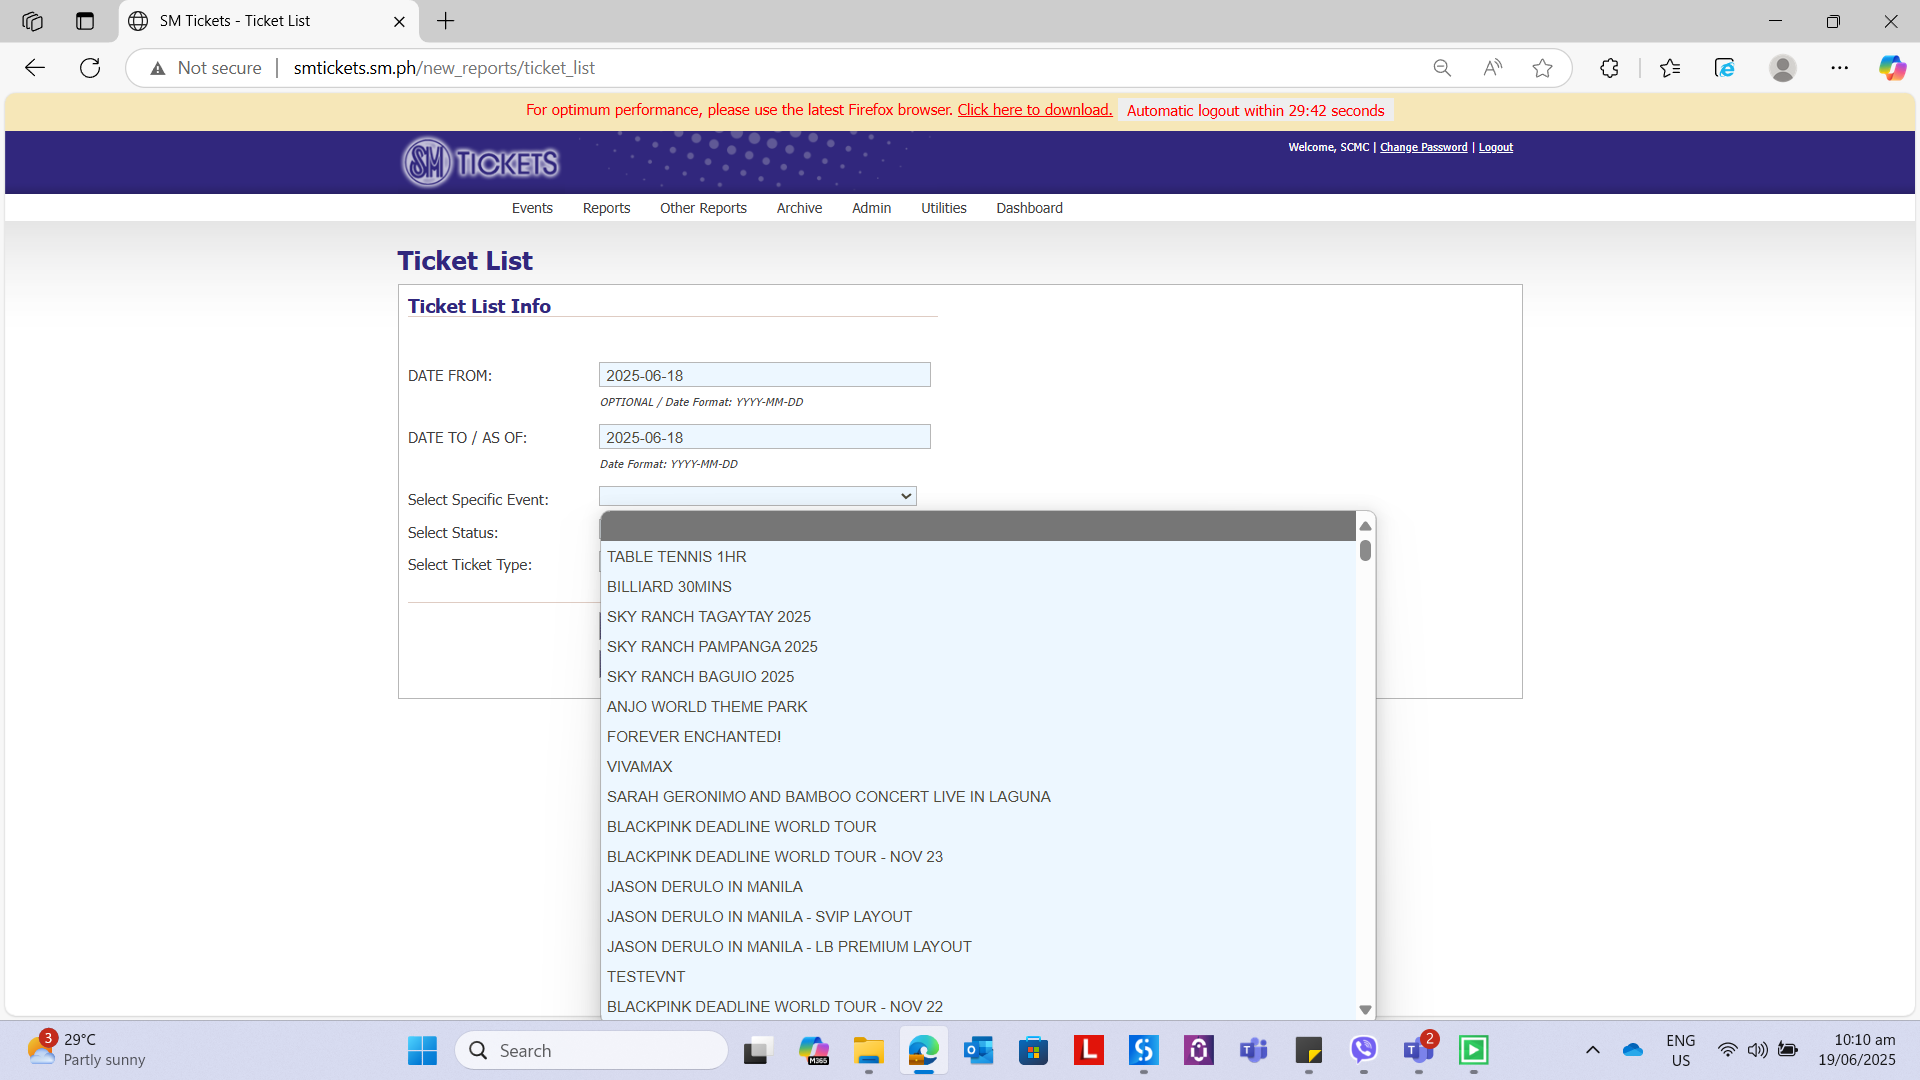 SM Tickets - Ticket List
Not secure
smtickets.sm.ph/new_reports/ticket_list
For optimum performance, please use the latest Firefox browser. Click here to download. Automatic logout within 29:42 seconds
SM TICKETS
Welcome, SCMC | Change Password | Logout
Events Reports Other Reports Archive Admin Utilities Dashboard
Ticket List
Ticket List Info
DATE FROM: 2025-06-18
OPTIONAL / Date Format: YYYY-MM-DD
DATE TO / AS OF: 2025-06-18
Date Format: YYYY-MM-DD
Select Specific Event:
Select Status:
Select Ticket Type:
TABLE TENNIS 1HR
BILLIARD 30MINS
SKY RANCH TAGAYTAY 2025
SKY RANCH PAMPANGA 2025
SKY RANCH BAGUIO 2025
ANJO WORLD THEME PARK
FOREVER ENCHANTED!
VIVAMAX
SARAH GERONIMO AND BAMBOO CONCERT LIVE IN LAGUNA
BLACKPINK DEADLINE WORLD TOUR
BLACKPINK DEADLINE WORLD TOUR - NOV 23
JASON DERULO IN MANILA
JASON DERULO IN MANILA - SVIP LAYOUT
JASON DERULO IN MANILA - LB PREMIUM LAYOUT
TESTEVNT
BLACKPINK DEADLINE WORLD TOUR - NOV 22
3
29°C
Partly sunny
Search
M365
L
2
ENG
US
10:10 am
19/06/2025